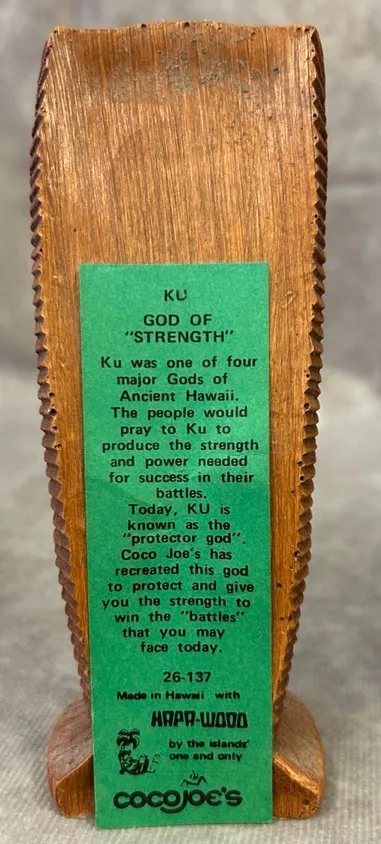 KU
GOD OF
"STRENGTH"
Ku was one of four
major Gods of
Ancient Hawaii.
The people would
pray to Ku to
produce the strength
and power needed
for success in their
battles.
Today, KU is
known as the
"protector god".
Coco Joe's has
recreated this god
to protect and give
you the strength to
win the "battles"
that you may
face today.
26-137
Made in Hawaii with
HAPA-WOOD
by the islands'
one and only
COCOJOE'S